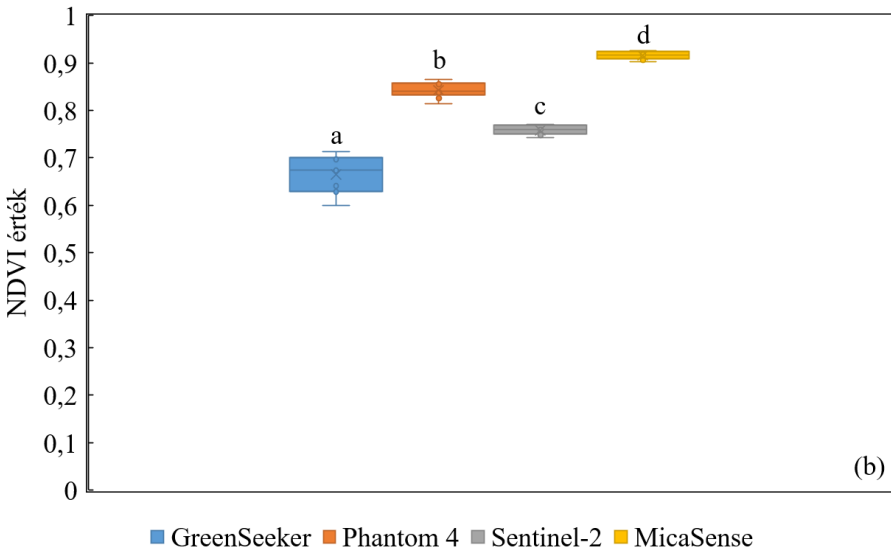 NDVI érték
1
0,9
0,8
0,7
0,6
0,5
0,4
0,3
0,2
0,1
0
a
b
c
d
(b)
GreenSeeker Phantom 4 Sentinel-2 MicaSense